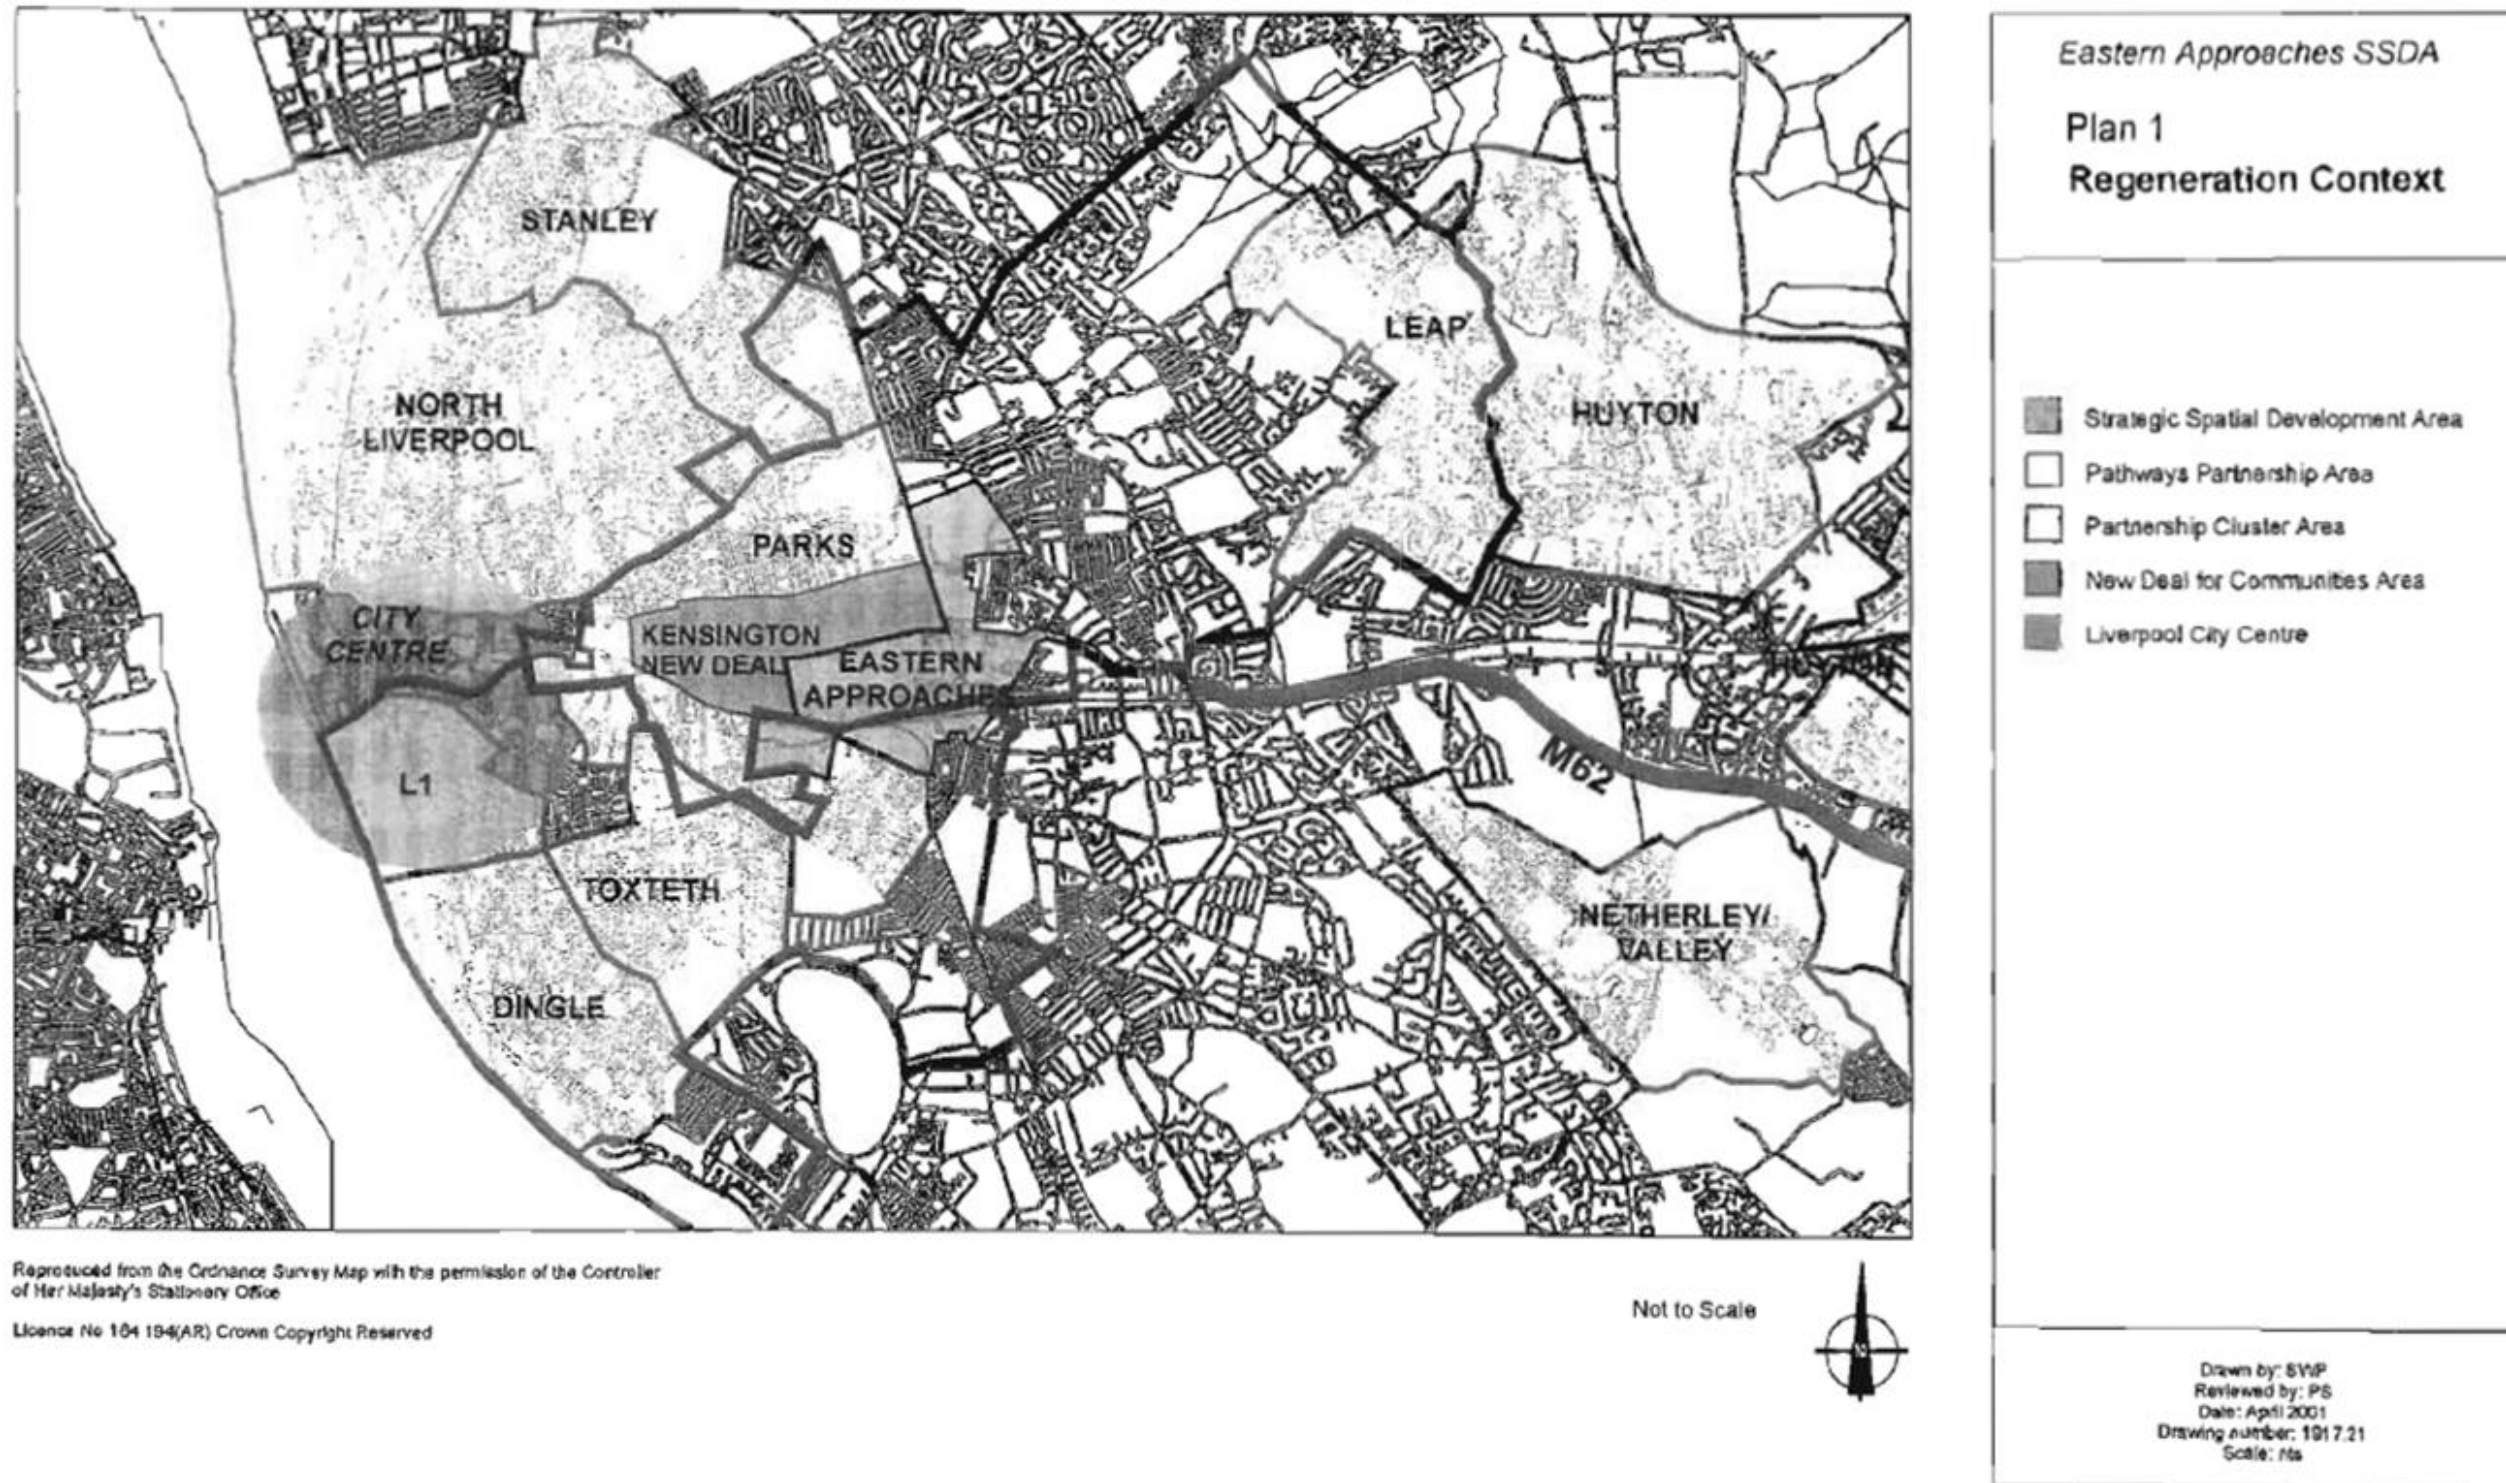 STANLEY
LEAP
HUYTON
NORTH
LIVERPOOL
PARKS
CITY
CENTRE
KENSINGTON
NEW DEAL
EASTERN
APPROACHES
M62
L1
TOXTETH
NETHERLEY/
VALLEY
DINGLE
Reproduced from the Ordnance Survey Map with the permission of the Controller
of Her Majesty's Stationery Office
Licence No 164 194(AR) Crown Copyright Reserved
Not to Scale
Eastern Approaches SSDA
Plan 1
Regeneration Context
Strategic Spatial Development Area
Pathways Partnership Area
Partnership Cluster Area
New Deal for Communities Area
Liverpool City Centre
Drawn by: SWP
Reviewed by: PS
Date: April 2001
Drawing number: 1917.21
Scale: nts